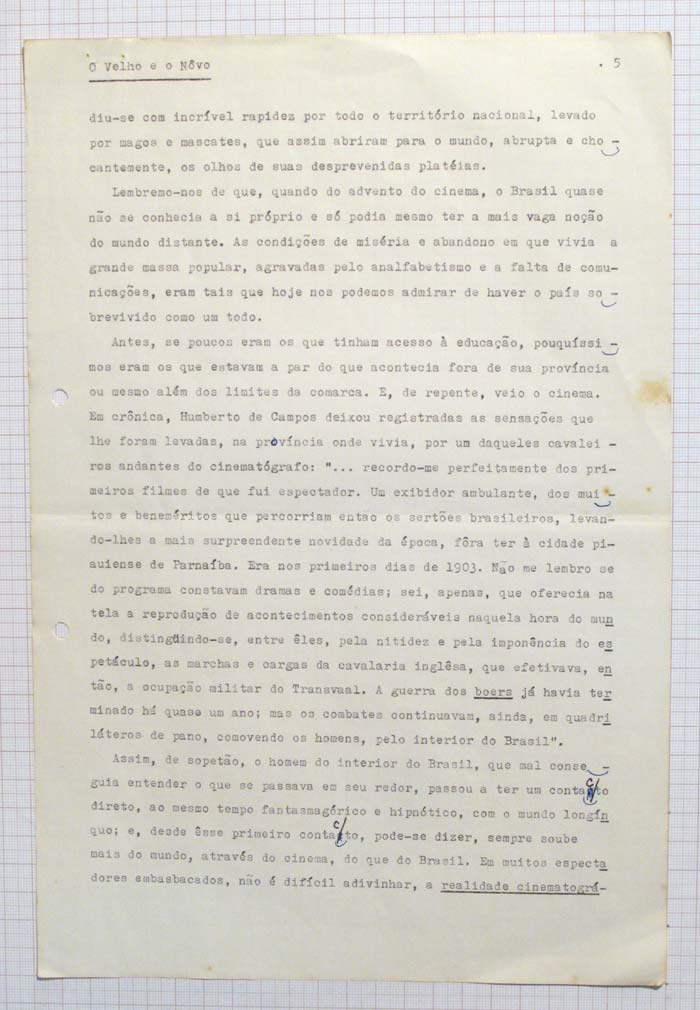 O Velho e o Nôvo . 5
diu-se com incrível rapidez por todo o território nacional, levado
por magos e mascates, que assim abriram para o mundo, abrupta e cho -
cantemente, os olhos de suas desprevenidas platéias.
Lembremo-nos de que, quando do advento do cinema, o Brasil quase
não se conhecia a si próprio e só podia mesmo ter a mais vaga noção
do mundo distante. As condições de miséria e abandono em que vivia a
grande massa popular, agravadas pelo analfabetismo e a falta de comu-
nicações, eram tais que hoje nos podemos admirar de haver o país so -
brevivido como um todo.
Antes, se poucos eram os que tinham acesso à educação, pouquíssi -
mos eram os que estavam a par do que acontecia fora de sua província
ou mesmo além dos limites da comarca. E, de repente, veio o cinema.
Em crônica, Humberto de Campos deixou registradas as sensações que
lhe foram levadas, na província onde vivia, por um daqueles cavalei -
ros andantes do cinematógrafo: "... recordo-me perfeitamente dos pri-
meiros filmes de que fui espectador. Um exibidor ambulante, dos mui -
tos e beneméritos que percorriam entao os sertões brasileiros, levan-
do-lhes a mais surpreendente novidade da época, fôra ter à cidade pi-
auiense de Parnaíba. Era nos primeiros dias de 1903. Não me lembro se
do programa constavam dramas e comédias; sei, apenas, que oferecia na
tela a reprodução de acontecimentos consideráveis naquela hora do mun
do, distingüindo-se, entre êles, pela nitidez e pela imponência do es
petáculo, as marchas e cargas da cavalaria inglêsa, que efetivava, en
tão, a ocupação militar do Transvaal. A guerra dos boers já havia ter
minado há quase um ano; mas os combates continuavam, ainda, em quadri
láteros de pano, comovendo os homens, pelo interior do Brasil".
Assim, de sopetão, o homem do interior do Brasil, que mal conse -
guia entender o que se passava em seu redor, passou a ter um contacto
direto, ao mesmo tempo fantasmagórico e hipnótico, com o mundo longín
quo; e, desde êsse primeiro contacto, pode-se dizer, sempre soube
mais do mundo, através do cinema, do que do Brasil. Em muitos especta
dores embasbacados, não é difícil adivinhar, a realidade cinematográ-